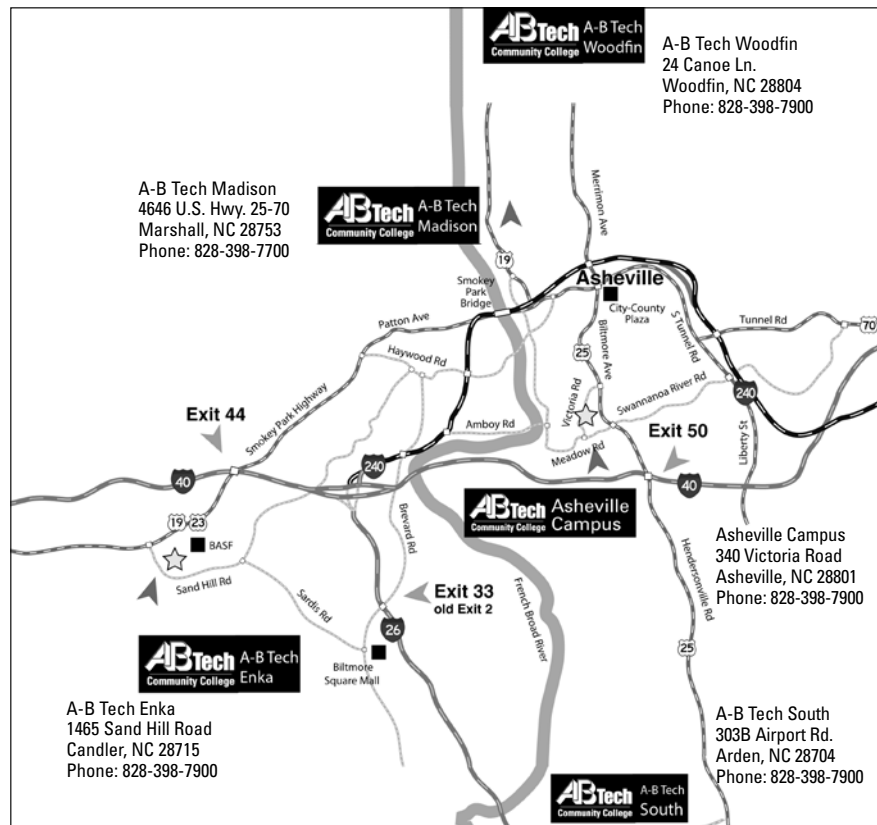 ABTech
Community College
A-B Tech
Woodfin
A-B Tech Woodfin
24 Canoe Ln.
Woodfin, NC 28804
Phone: 828-398-7900
A-B Tech Madison
4646 U.S. Hwy. 25-70
Marshall, NC 28753
Phone: 828-398-7700
ABTech
Community College
A-B Tech
Madison
Merrimon Ave
19
Smokey
Park
Bridge
Asheville
City-County
Plaza
Patton Ave
Haywood Rd
25
Biltmore Ave
S Tunnel Rd
Tunnel Rd
70
Smokey Park Highway
Exit 44
Victoria Rd
Swannanoa River Rd
240
Amboy Rd
Meadow Rd
Exit 50
Liberty St
40
240
40
19
23
BASF
Sand Hill Rd
Brevard Rd
ABTech
Community College
Asheville
Campus
Asheville Campus
340 Victoria Road
Asheville, NC 28801
Phone: 828-398-7900
Sardis Rd
Exit 33
old Exit 2
26
French Broad River
Hendersonville Rd
25
ABTech
Community College
A-B Tech
Enka
Biltmore
Square Mall
A-B Tech Enka
1465 Sand Hill Road
Candler, NC 28715
Phone: 828-398-7900
A-B Tech South
303B Airport Rd.
Arden, NC 28704
Phone: 828-398-7900
ABTech
Community College
A-B Tech
South